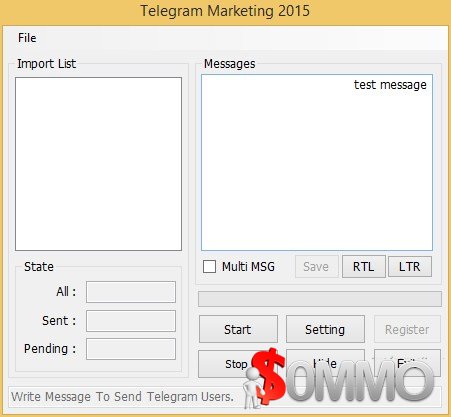 Telegram Marketing 2015
File
Import List
Messages
test message
Multi MSG
Save
RTL
LTR
State
All :
Sent :
Pending :
Start
Setting
Register
Stop
Hide
Exit
$OMMO
Write Message To Send Telegram Users.